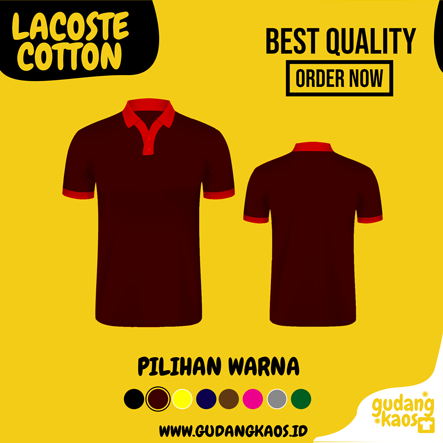 LACOSTE
COTTON
BEST QUALITY
ORDER NOW
PILIHAN WARNA
gudang
kaos
WWW.GUDANGKAOS.ID